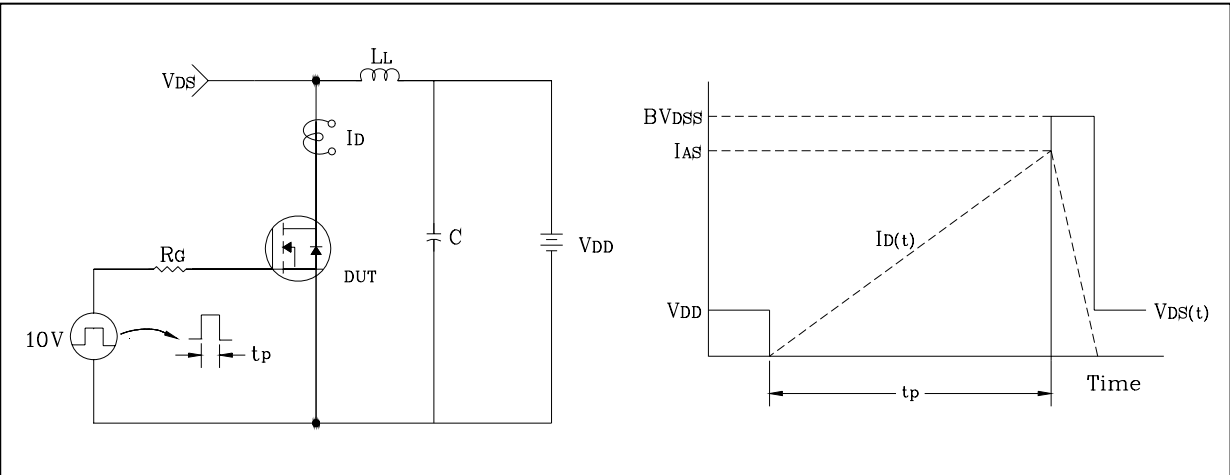 LL
VDS
ID
RG
DUT
C
VDD
10V
tp
BVDSS
IAS
ID(t)
VDD
VDS(t)
Time
tp